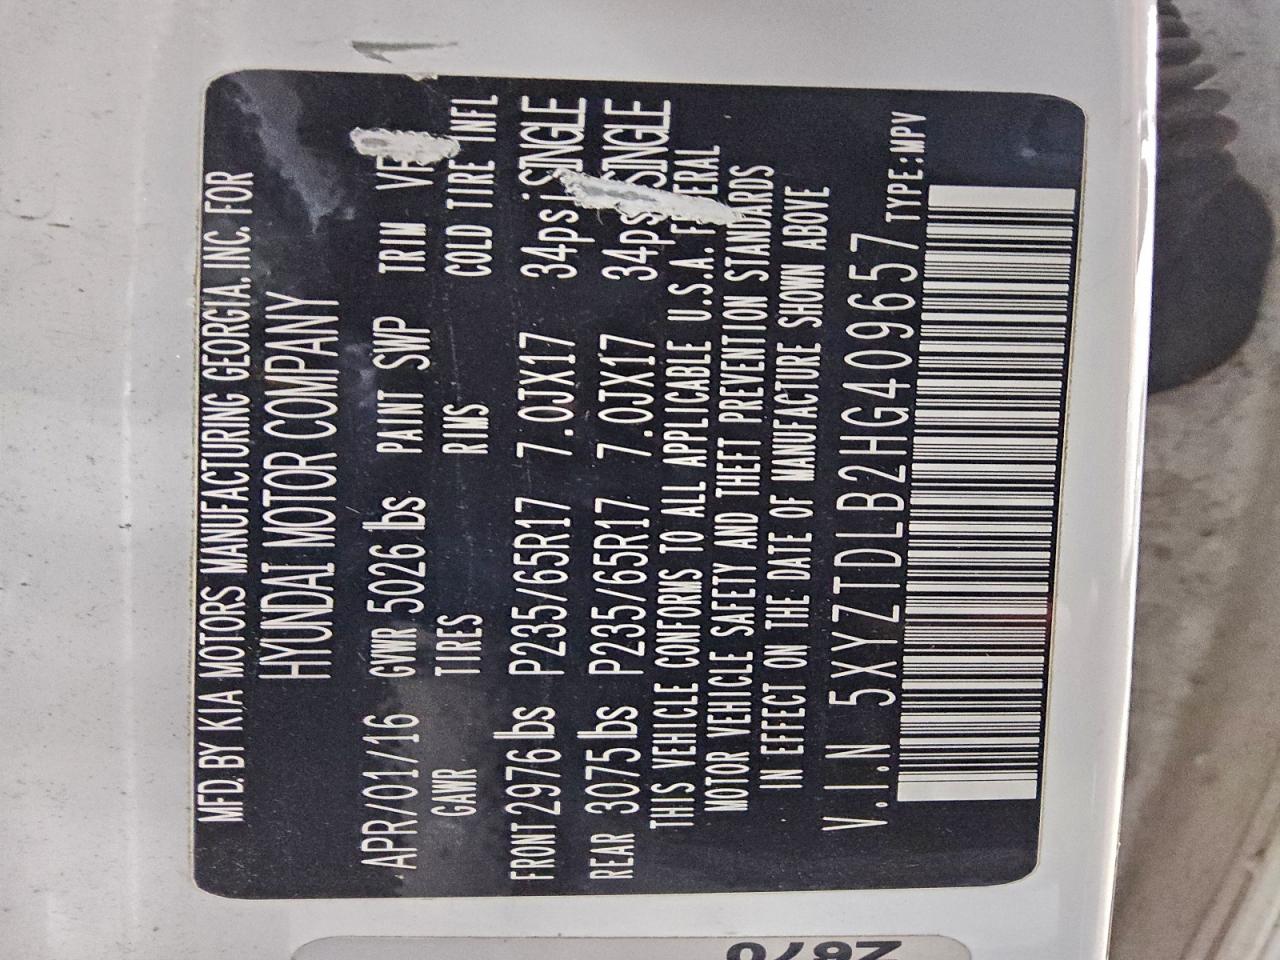 MFD. BY KIA MOTORS MANUFACTURING GEORGIA, INC. FOR
HYUNDAI MOTOR COMPANY
APR/01/16 GVWR 5026 lbs PAINT SWP TRIM
GAWR TIRES RIMS COLD TIRE INFL
FRONT 2976 lbs P235/65R17 7.0JX17 34psi SINGLE
REAR 3075 lbs P235/65R17 7.0JX17 34psi SINGLE
THIS VEHICLE CONFORMS TO ALL APPLICABLE U.S.A. FEDERAL
MOTOR VEHICLE SAFETY AND THEFT PREVENTION STANDARDS
IN EFFECT ON THE DATE OF MANUFACTURE SHOWN ABOVE
V.I.N 5XYZTDLB2HG409657 TYPE:MPV